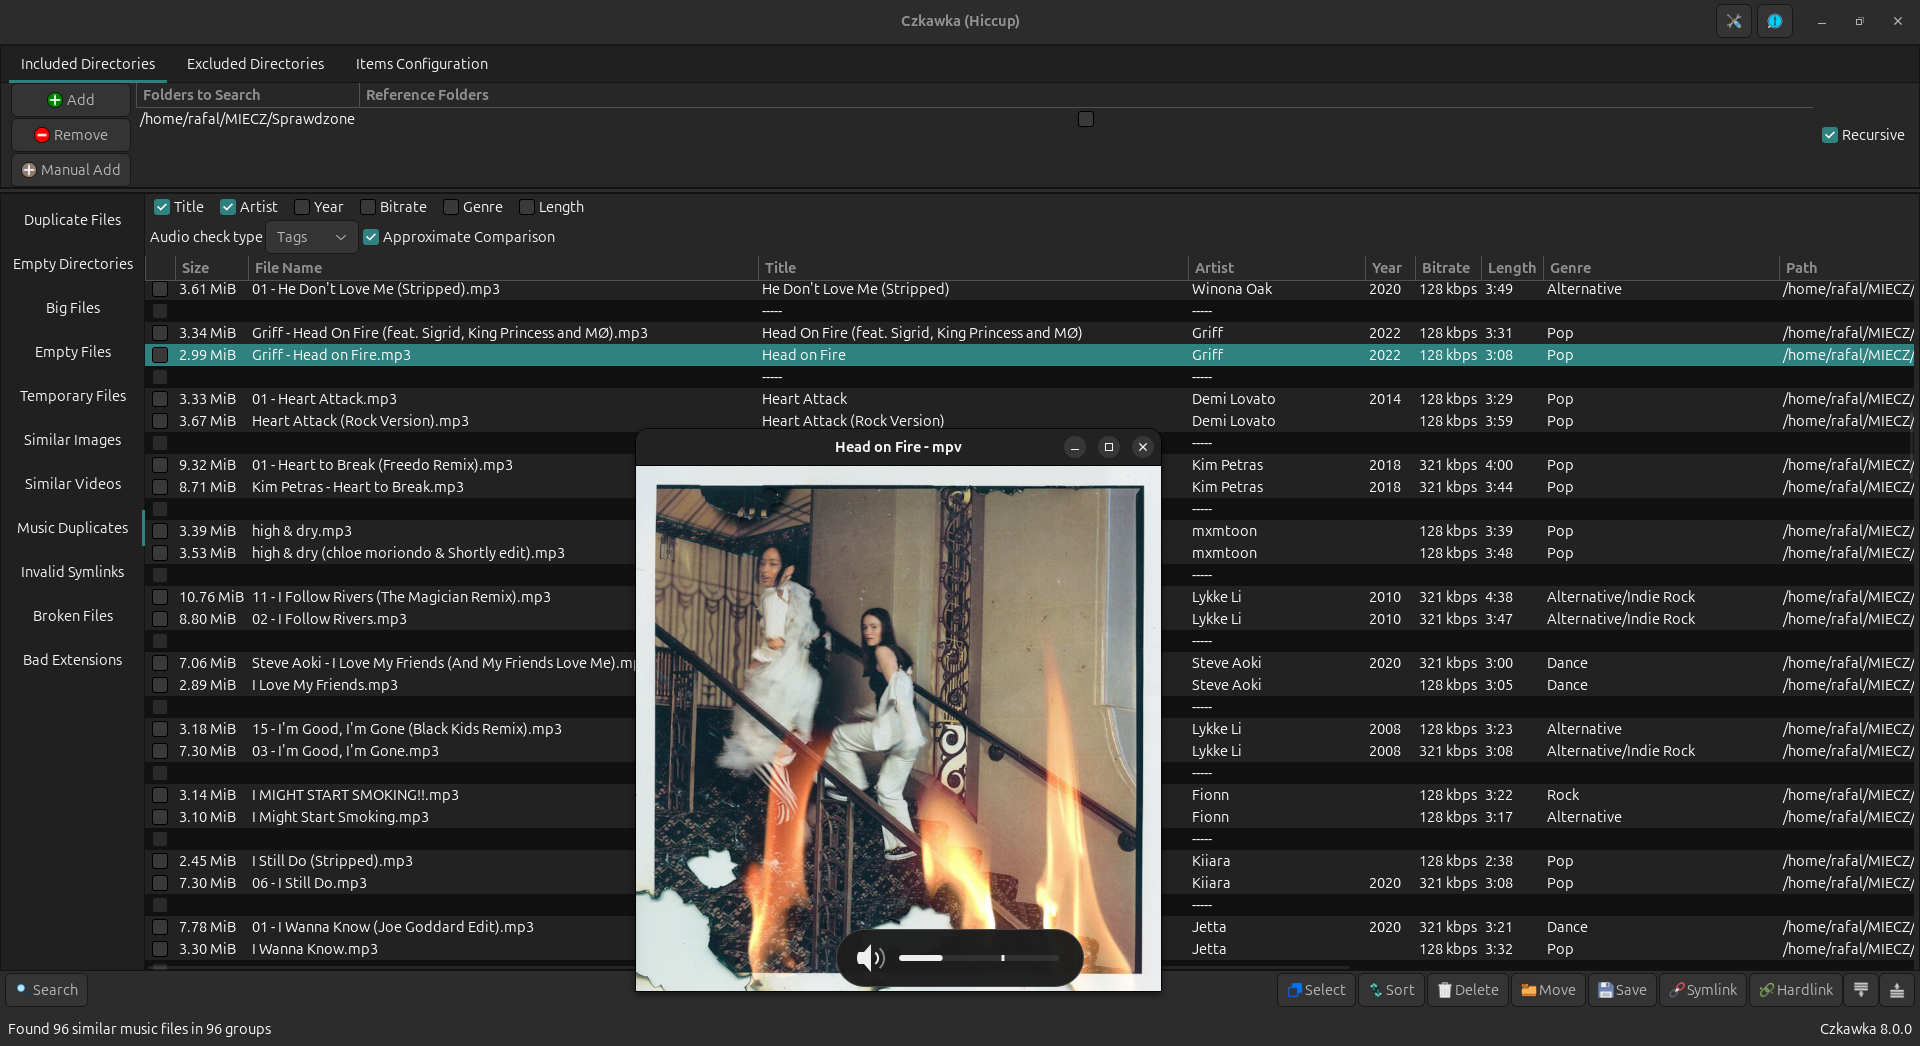 Czkawka (Hiccup)
Included Directories Excluded Directories Items Configuration
Add Folders to Search Reference Folders
/home/rafal/MIECZ/Sprawdzone
Remove Recursive
Manual Add
Title Artist Year Bitrate Genre Length
Audio check type Tags Approximate Comparison
Duplicate Files
Empty Directories
Big Files
Empty Files
Temporary Files
Similar Images
Similar Videos
Music Duplicates
Invalid Symlinks
Broken Files
Bad Extensions
Size File Name Title Artist Year Bitrate Length Genre Path
3.61 MiB 01 - He Don't Love Me (Stripped).mp3 He Don't Love Me (Stripped) Winona Oak 2020 128 kbps 3:49 Alternative /home/rafal/MIECZ/
----- -----
3.34 MiB Griff - Head On Fire (feat. Sigrid, King Princess and MØ).mp3 Head On Fire (feat. Sigrid, King Princess and MØ) Griff 2022 128 kbps 3:31 Pop /home/rafal/MIECZ/
2.99 MiB Griff - Head on Fire.mp3 Head on Fire Griff 2022 128 kbps 3:08 Pop /home/rafal/MIECZ/
----- -----
3.33 MiB 01 - Heart Attack.mp3 Heart Attack Demi Lovato 2014 128 kbps 3:29 Pop /home/rafal/MIECZ/
3.67 MiB Heart Attack (Rock Version).mp3 Heart Attack (Rock Version) Demi Lovato 128 kbps 3:59 Pop /home/rafal/MIECZ/
-----
Head on Fire - mpv
9.32 MiB 01 - Heart to Break (Freedo Remix).mp3 Kim Petras 2018 321 kbps 4:00 Pop /home/rafal/MIECZ/
8.71 MiB Kim Petras - Heart to Break.mp3 Kim Petras 2018 321 kbps 3:44 Pop /home/rafal/MIECZ/
-----
3.39 MiB high & dry.mp3 mxmtoon 128 kbps 3:39 Pop /home/rafal/MIECZ/
3.53 MiB high & dry (chloe moriondo & Shortly edit).mp3 mxmtoon 128 kbps 3:48 Pop /home/rafal/MIECZ/
-----
10.76 MiB 11 - I Follow Rivers (The Magician Remix).mp3 Lykke Li 2010 321 kbps 4:38 Alternative/Indie Rock /home/rafal/MIECZ/
8.80 MiB 02 - I Follow Rivers.mp3 Lykke Li 2010 321 kbps 3:47 Alternative/Indie Rock /home/rafal/MIECZ/
-----
7.06 MiB Steve Aoki - I Love My Friends (And My Friends Love Me).m Steve Aoki 2020 321 kbps 3:00 Dance /home/rafal/MIECZ/
2.89 MiB I Love My Friends.mp3 Steve Aoki 128 kbps 3:05 Dance /home/rafal/MIECZ/
-----
3.18 MiB 15 - I'm Good, I'm Gone (Black Kids Remix).mp3 Lykke Li 2008 128 kbps 3:23 Alternative /home/rafal/MIECZ/
7.30 MiB 03 - I'm Good, I'm Gone.mp3 Lykke Li 2008 321 kbps 3:08 Alternative/Indie Rock /home/rafal/MIECZ/
-----
3.14 MiB I MIGHT START SMOKING!!.mp3 Fionn 128 kbps 3:22 Rock /home/rafal/MIECZ/
3.10 MiB I Might Start Smoking.mp3 Fionn 128 kbps 3:17 Alternative /home/rafal/MIECZ/
-----
2.45 MiB I Still Do (Stripped).mp3 Kiiara 128 kbps 2:38 Pop /home/rafal/MIECZ/
7.30 MiB 06 - I Still Do.mp3 Kiiara 2020 321 kbps 3:08 Pop /home/rafal/MIECZ/
-----
7.78 MiB 01 - I Wanna Know (Joe Goddard Edit).mp3 Jetta 2020 321 kbps 3:21 Dance /home/rafal/MIECZ/
3.30 MiB I Wanna Know.mp3 Jetta 128 kbps 3:32 Pop /home/rafal/MIECZ/
Search Select Sort Delete Move Save Symlink Hardlink
Found 96 similar music files in 96 groups Czkawka 8.0.0